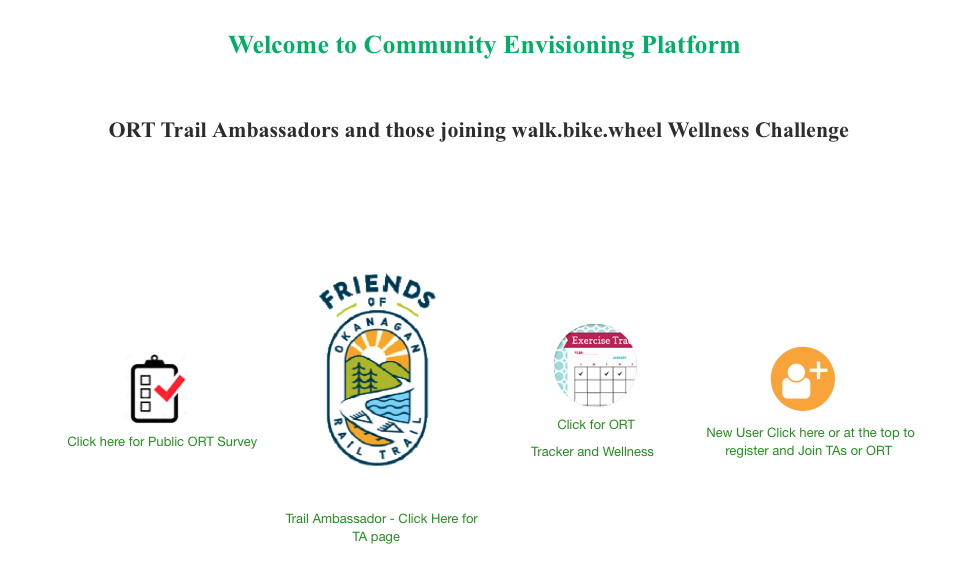 Welcome to Community Envisioning Platform
ORT Trail Ambassadors and those joining walk.bike.wheel Wellness Challenge
FRIENDS
OF
OKANAGAN
RAIL TRAIL
Exercise Tra
YEAR:
JANUARY
Click here for Public ORT Survey
Trail Ambassador - Click Here for
TA page
Click for ORT
Tracker and Wellness
New User Click here or at the top to
register and Join TAs or ORT